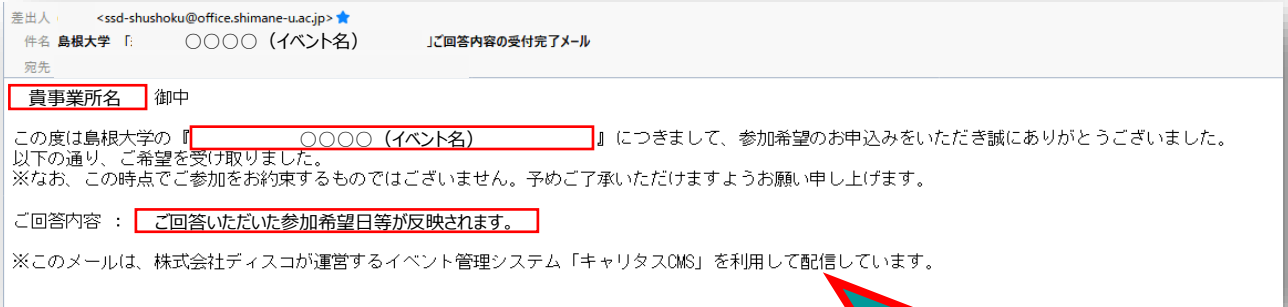 差出人 <ssd-shushoku@office.shimane-u.ac.jp>
件名 島根大学 「: ○○○○（イベント名） 」ご回答内容の受付完了メール
宛先
貴事業所名 御中
この度は島根大学の『 ○○○○（イベント名） 』につきまして、参加希望のお申込みをいただき誠にありがとうございました。
以下の通り、ご希望を受け取りました。
※なお、この時点でご参加をお約束するものではございません。予めご了承いただけますようお願い申し上げます。
ご回答内容 ： ご回答いただいた参加希望日等が反映されます。
※このメールは、株式会社ディスコが運営するイベント管理システム「キャリタスCMS」を利用して配信しています。